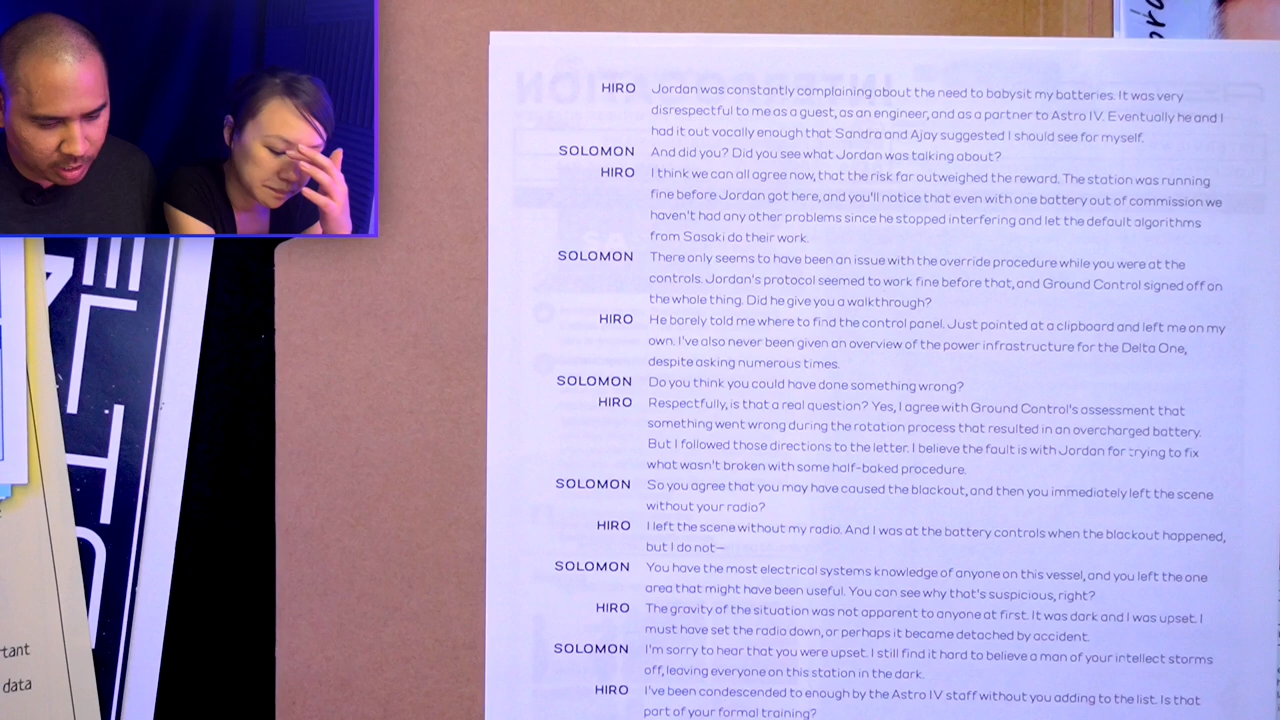 HIRO Jordan was constantly complaining about the need to babysit my batteries. It was very
disrespectful to me as a guest, as an engineer, and as a partner to Astro IV. Eventually he and I
had it out vocally enough that Sandra and Ajay suggested I should see for myself.
SOLOMON And did you? Did you see what Jordan was talking about?
HIRO I think we can all agree now, that the risk far outweighed the reward. The station was running
fine before Jordan got here, and you'll notice that even with one battery out of commission we
haven't had any other problems since he stopped interfering and let the default algorithms
from Sasaki do their work.
SOLOMON There only seems to have been an issue with the override procedure while you were at the
controls. Jordan's protocol seemed to work fine before that, and Ground Control signed off on
the whole thing. Did he give you a walkthrough?
HIRO He barely told me where to find the control panel. Just pointed at a clipboard and left me on my
own. I've also never been given an overview of the power infrastructure for the Delta One,
despite asking numerous times.
SOLOMON Do you think you could have done something wrong?
HIRO Respectfully, is that a real question? Yes, I agree with Ground Control's assessment that
something went wrong during the rotation process that resulted in an overcharged battery.
But I followed those directions to the letter. I believe the fault is with Jordan for trying to fix
what wasn't broken with some half-baked procedure.
SOLOMON So you agree that you may have caused the blackout, and then you immediately left the scene
without your radio?
HIRO I left the scene without my radio. And I was at the battery controls when the blackout happened,
but I do not—
SOLOMON You have the most electrical systems knowledge of anyone on this vessel, and you left the one
area that might have been useful. You can see why that's suspicious, right?
HIRO The gravity of the situation was not apparent to anyone at first. It was dark and I was upset. I
must have set the radio down, or perhaps it became detached by accident.
SOLOMON I'm sorry to hear that you were upset. I still find it hard to believe a man of your intellect storms
off, leaving everyone on this station in the dark.
HIRO I've been condescended to enough by the Astro IV staff without you adding to the list. Is that
part of your formal training?
tant
data